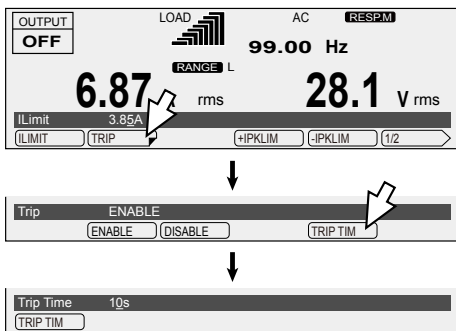 OUTPUT LOAD AC RESP.M
OFF 99.00 Hz
RANGE L
6.87 rms 28.1 V rms
ILimit 3.85A
ILIMIT TRIP +IPKLIM -IPKLIM 1/2
Trip ENABLE
ENABLE DISABLE TRIP TIM
Trip Time 10s
TRIP TIM